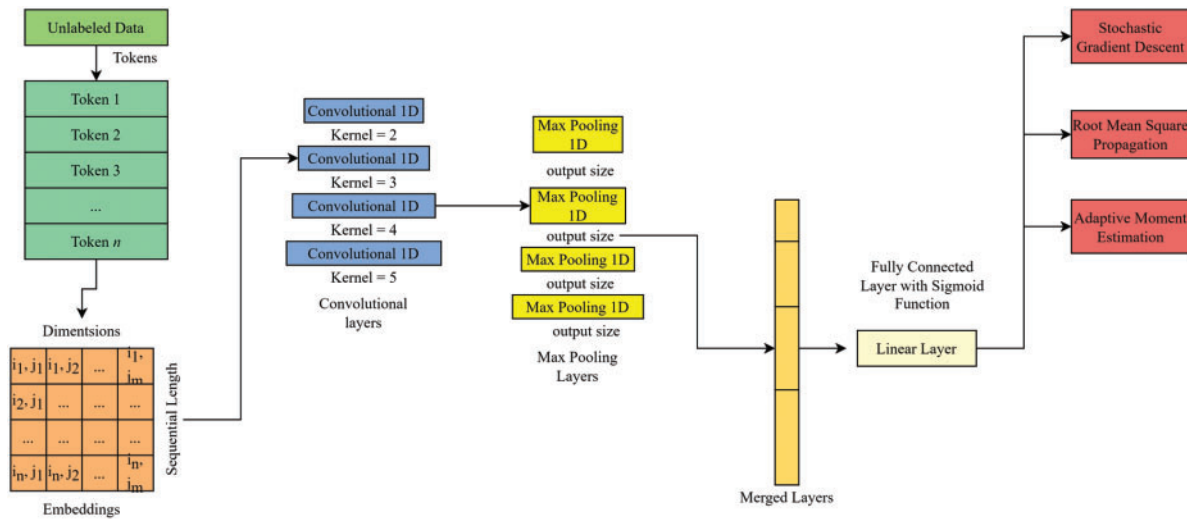 Unlabeled Data
Tokens
Token 1
Token 2
Token 3
...
Token n
Dimentsions
i1, j1 i1, j2 ... i1, jm
i2, j1 ... ... ...
... ... ... ...
in, j1 in, j2 ... in, jm
Sequential Length
Embeddings
Convolutional 1D
Kernel = 2
Convolutional 1D
Kernel = 3
Convolutional 1D
Kernel = 4
Convolutional 1D
Kernel = 5
Convolutional
layers
Max Pooling
1D
output size
Max Pooling
1D
output size
Max Pooling 1D
output size
Max Pooling 1D
output size
Max Pooling
Layers
Merged Layers
Fully Connected
Layer with Sigmoid
Function
Linear Layer
Stochastic
Gradient Descent
Root Mean Square
Propagation
Adaptive Moment
Estimation